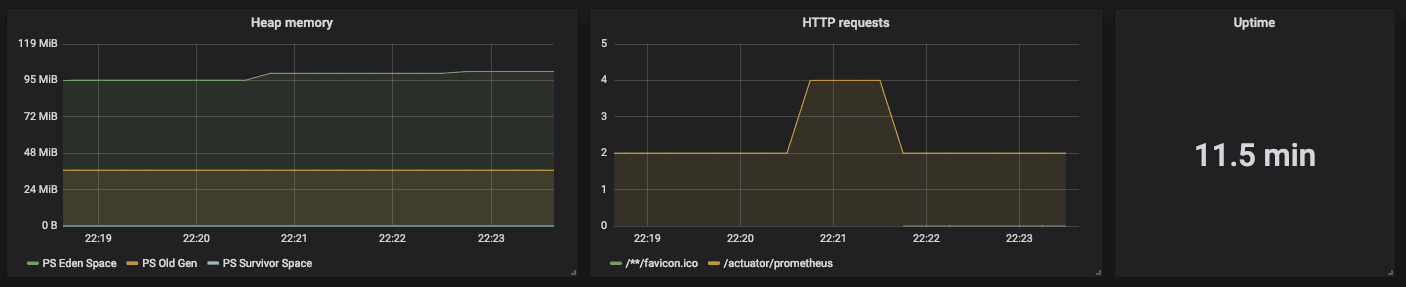 Heap memory
119 MiB
95 MiB
72 MiB
48 MiB
24 MiB
0 B
22:19 22:20 22:21 22:22 22:23
PS Eden Space PS Old Gen PS Survivor Space
HTTP requests
5
4
3
2
1
0
22:19 22:20 22:21 22:22 22:23
/**/favicon.ico /actuator/prometheus
Uptime
11.5 min